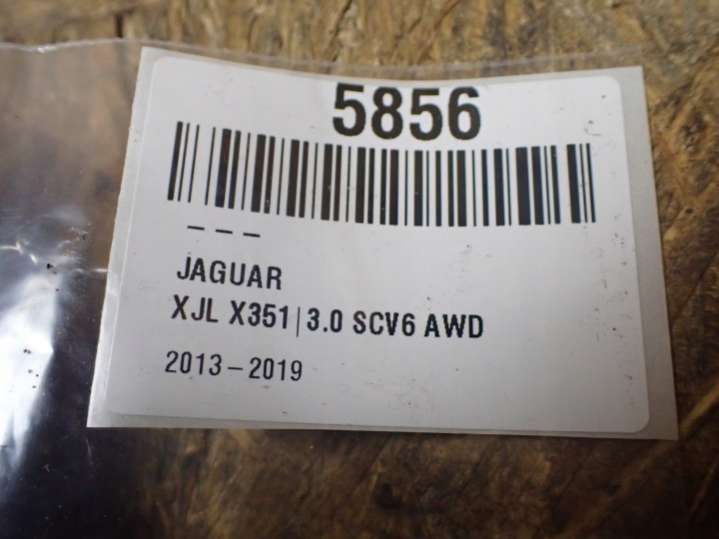 5856
– – –
JAGUAR
XJL X351|3.0 SCV6 AWD
2013–2019